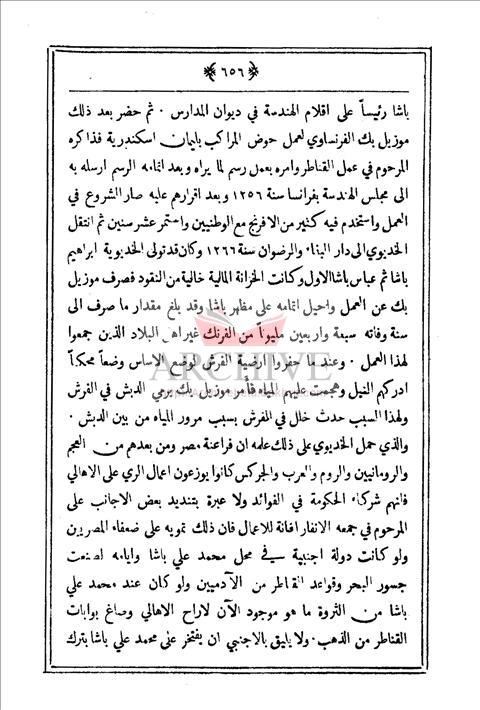 ﴿٦٥٦﴾
باشا رئيساً على اقلام الهندسة في ديوان المدارس . ثم حضر بعد ذلك
موزيل بك الفرنساوي لعمل حوض المراكب بليمان اسكندرية فذاكره
المرحوم في عمل القناطر وامره بعمل رسم لما يراه وبعد اتمامه الرسم ارسله به
الى مجلس الهندسة بفرانسا سنة ١٢٥٦ وبعد اقرارهم عليه صار الشروع في
العمل واستخدم فيه كثير من الافرنج مع الوطنيين واستمر عشر سنين ثم انتقل
الخديوي الى دار البقاء والرضوان سنة ١٢٦٦ وكان قد تولى الخديوية ابراهيم
باشا ثم عباس باشا الاول وكانت الخزانة المالية خالية من النقود فصرف موزيل
بك عن العمل واحيل اتمامه على مظهر باشا وقد بلغ مقدار ما صرف الى
سنة وفاته سبعة واربعين مليوناً من الفرنك غير اهل البلاد الذين جمعوا
لهذا العمل . وعند ما حفروا ارضية الفرش لوضع الاساس وضعاً محكماً
ادركهم النيل وهجمت عليهم المياه فأمر موزيل بك برمي الدبش في الفرش
ولهذا السبب حدث خلل في المفرش بسبب مرور المياه من بين الدبش .
والذي حمل الخديوي على ذلك علمه ان فراعنة مصر ومن بعدهم من العجم
والرومانيين والروم والعرب والجركس كانوا يوزعون اعمال الري على الاهالي
فانهم شركاء الحكومة في الفوائد ولا عبرة بتنديد بعض الاجانب على
المرحوم في جمعه الانفار اعانة للاعمال فان ذلك تمويه على ضعفاء المصريين
ولو كانت دولة اجنبية في محل محمد علي باشا وايامه لصنعت
جسور البحر وقواعد القناطر من الآدميين ولو كان عند محمد علي
باشا من الثروة ما هو موجود الآن لاراح الاهالي وصاغ بوابات
القناطر من الذهب . ولا يليق بالاجنبي ان يفتخر على محمد علي باشا بترك
ARCHIVE